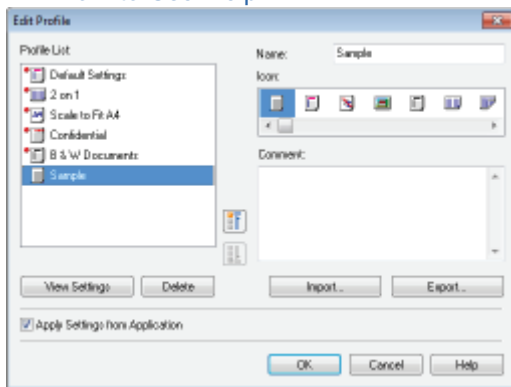 Edit Profile
Profile List:
Default Settings
2 on 1
Scale to Fit A4
Confidential
B & W Documents
Sample
View Settings
Delete
Name:
Sample
Icon:
Comment:
Import...
Export...
Apply Settings from Application
OK
Cancel
Help